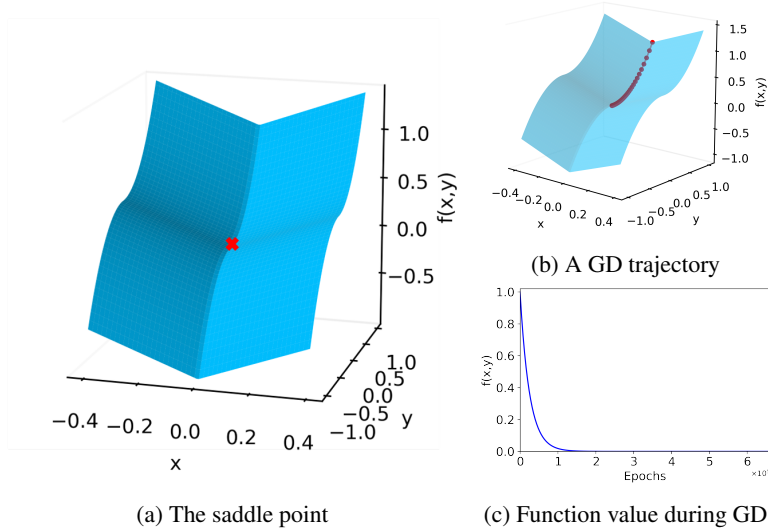 1.0
0.5
0.0
−0.5
f(x,y)
−0.4 −0.2 0.0 0.2 0.4
x
−1.0 −0.5 0.0 0.5 1.0
y
(a) The saddle point
1.5
1.0
0.5
0.0
−0.5
−1.0
f(x,y)
−0.4 −0.2 0.0 0.2 0.4
x
−1.0 −0.5 0.0 0.5 1.0
y
(b) A GD trajectory
1.0
0.8
0.6
0.4
0.2
0.0
f(x,y)
0 1 2 3 4 5 6
Epochs
(c) Function value during GD